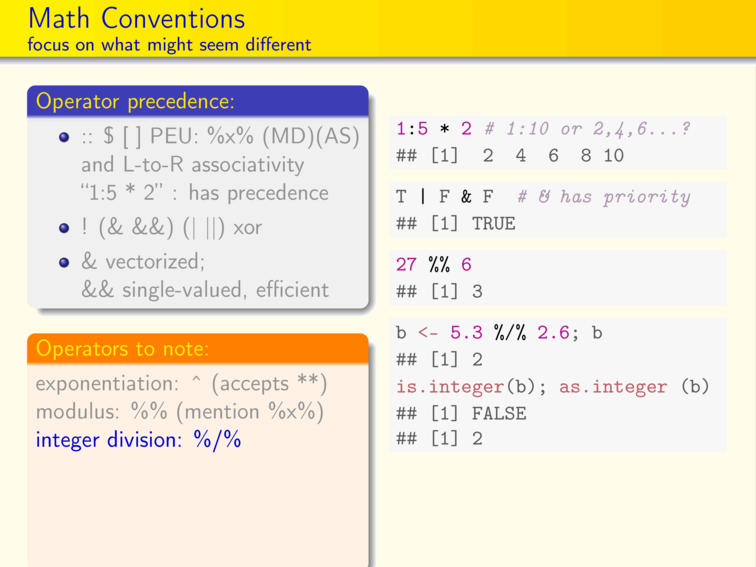 Math Conventions
focus on what might seem different
Operator precedence:
:: $ [ ] PEU: %x% (MD)(AS)
and L-to-R associativity
“1:5 * 2” : has precedence
! (& &&) (| ||) xor
& vectorized;
&& single-valued, efficient
Operators to note:
exponentiation: ^ (accepts **)
modulus: %% (mention %x%)
integer division: %/%
1:5 * 2 # 1:10 or 2,4,6...?
## [1]  2  4  6  8 10
T | F & F  # & has priority
## [1] TRUE
27 %% 6
## [1] 3
b <- 5.3 %/% 2.6; b
## [1] 2
is.integer(b); as.integer (b)
## [1] FALSE
## [1] 2